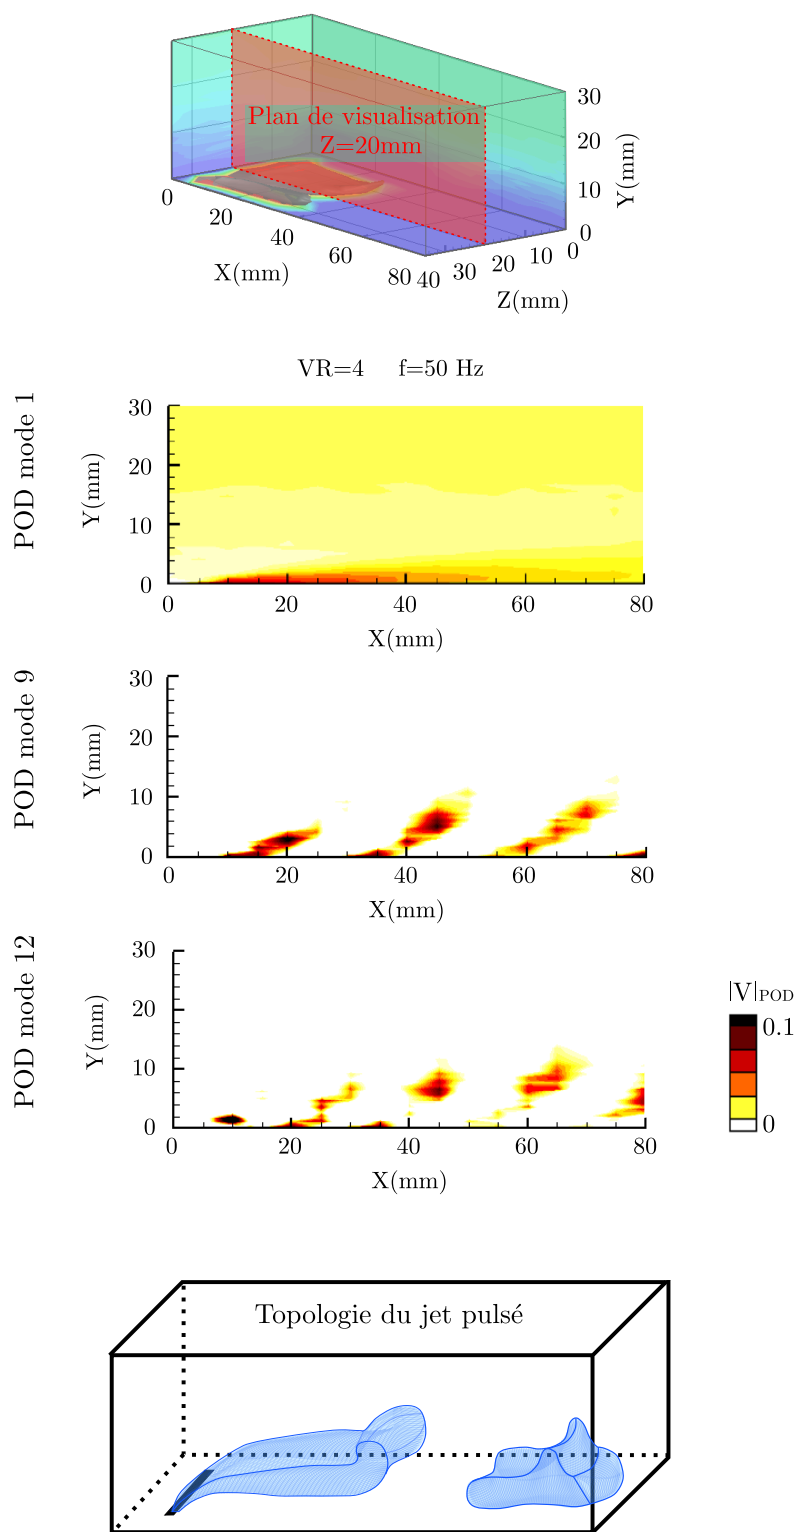 Plan de visualisation
Z=20mm
30
20
10
0
Y(mm)
0
20
40
60
80
X(mm)
40
30
20
10
0
Z(mm)
VR=4 f=50 Hz
POD mode 1
Y(mm)
30
20
10
0
0 20 40 60 80
X(mm)
POD mode 9
Y(mm)
30
20
10
0
0 20 40 60 80
X(mm)
POD mode 12
Y(mm)
30
20
10
0
0 20 40 60 80
X(mm)
|V|POD
0.1
0
Topologie du jet pulsé